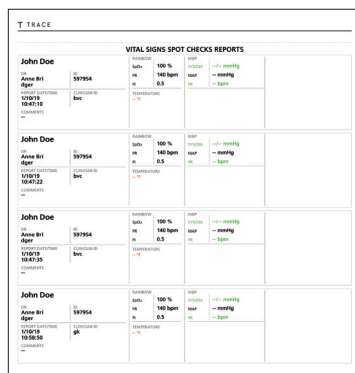 T TRACE
VITAL SIGNS SPOT CHECKS REPORTS
John Doe
DR
Anne Bri
dger
ID
597954
REPORT DATE/TIME
1/10/19
10:47:10
CLINICIAN ID
bvc
COMMENTS
--
RAINBOW
SpO₂ 100 %
PR 140 bpm
PI 0.5
TEMPERATURE
-- °F
NIBP
SYS/DIA --/-- mmHg
MAP -- mmHg
PR -- bpm
John Doe
DR
Anne Bri
dger
ID
597954
REPORT DATE/TIME
1/10/19
10:47:22
CLINICIAN ID
bvc
COMMENTS
--
RAINBOW
SpO₂ 100 %
PR 140 bpm
PI 0.5
TEMPERATURE
-- °F
NIBP
SYS/DIA --/-- mmHg
MAP -- mmHg
PR -- bpm
John Doe
DR
Anne Bri
dger
ID
597954
REPORT DATE/TIME
1/10/19
10:47:35
CLINICIAN ID
bvc
COMMENTS
--
RAINBOW
SpO₂ 100 %
PR 140 bpm
PI 0.5
TEMPERATURE
-- °F
NIBP
SYS/DIA --/-- mmHg
MAP -- mmHg
PR -- bpm
John Doe
DR
Anne Bri
dger
ID
597954
REPORT DATE/TIME
1/10/19
10:58:50
CLINICIAN ID
gk
COMMENTS
--
RAINBOW
SpO₂ 100 %
PR 140 bpm
PI 0.5
TEMPERATURE
-- °F
NIBP
SYS/DIA --/-- mmHg
MAP -- mmHg
PR -- bpm